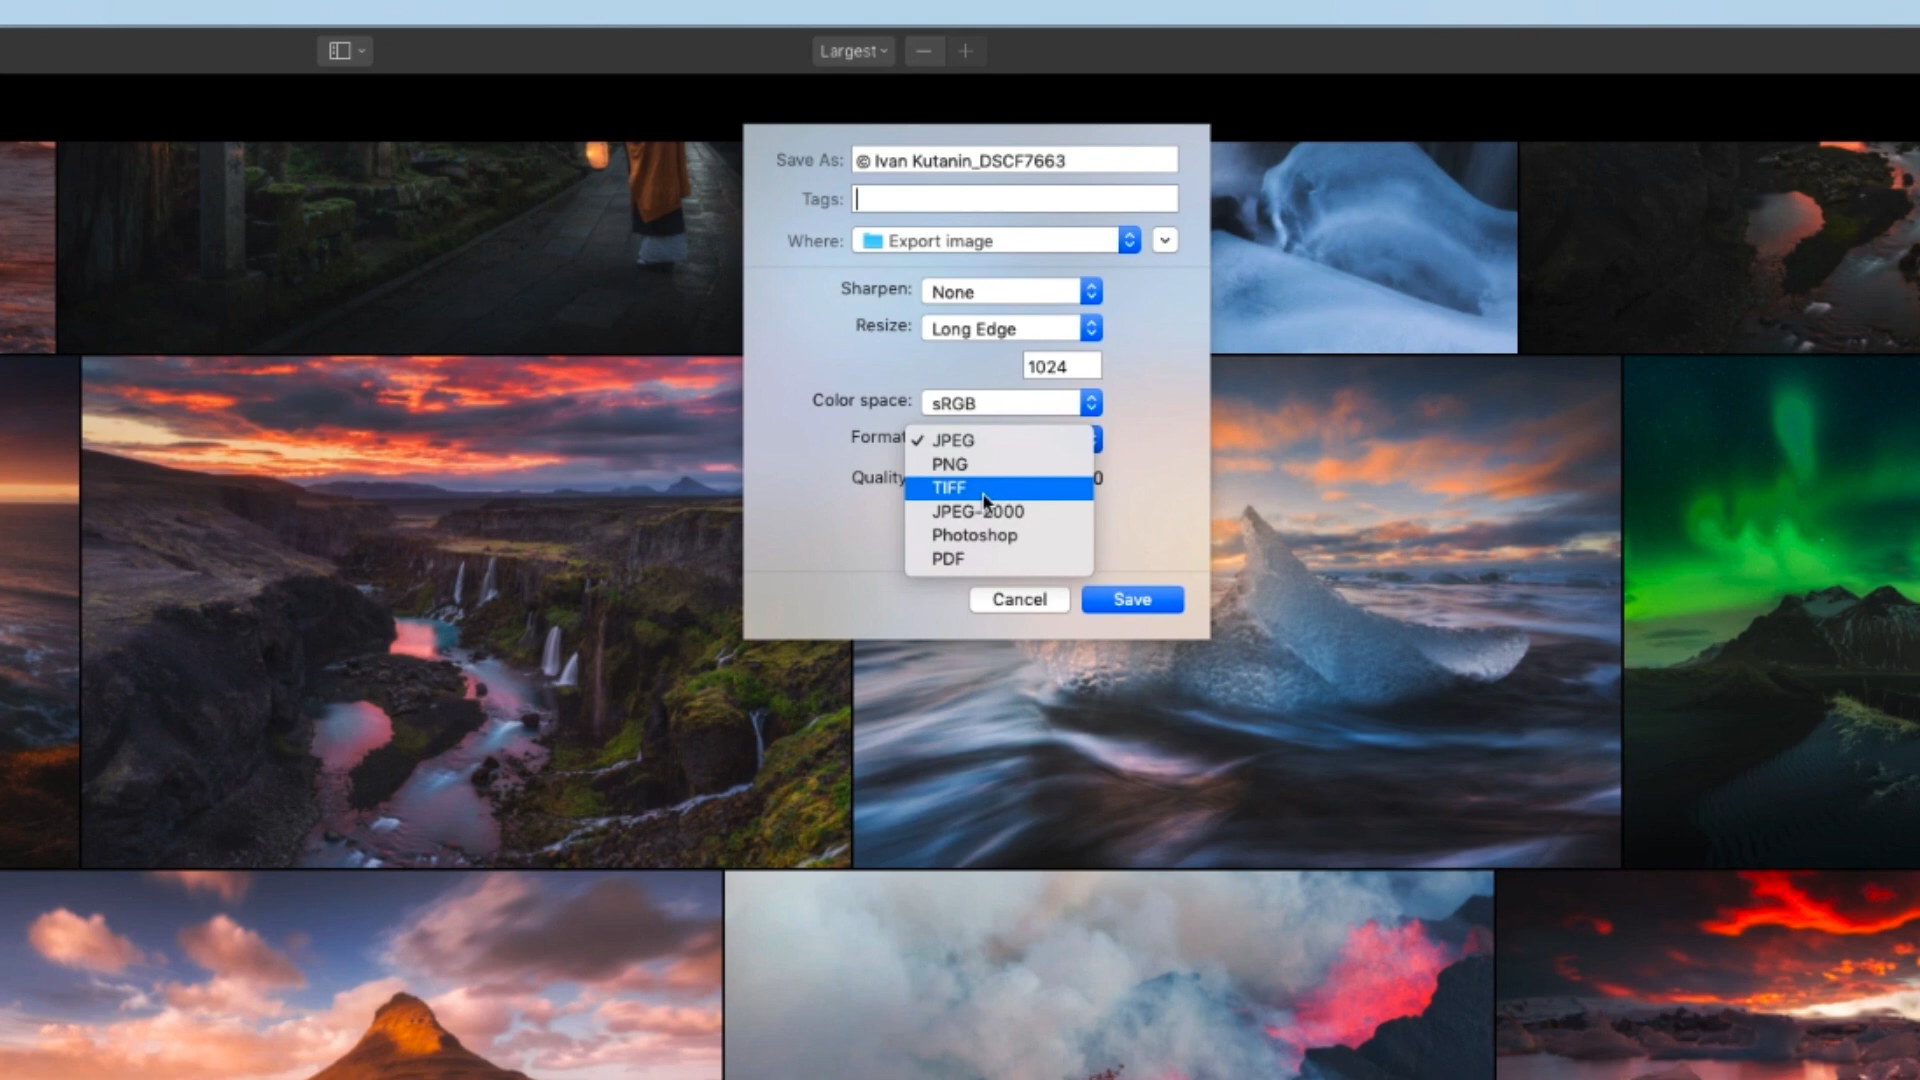 Largest
Save As: © Ivan Kutanin_DSCF7663
Tags:
Where: Export image
Sharpen: None
Resize: Long Edge
1024
Color space: sRGB
Format
JPEG
PNG
Quality 0
TIFF
JPEG-2000
Photoshop
PDF
Cancel Save